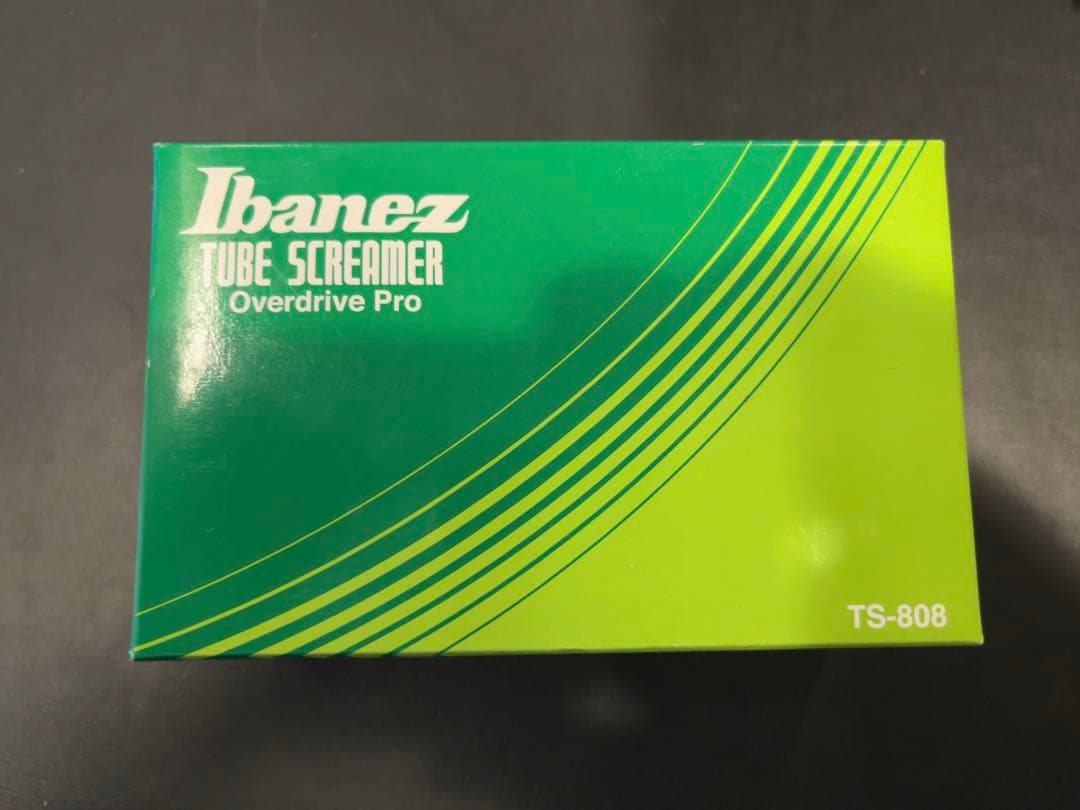 Ibanez
TUBE SCREAMER
Overdrive Pro
TS-808